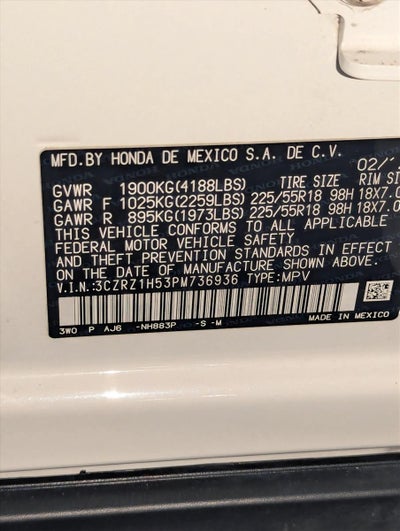 MFD.BY HONDA DE MEXICO S.A. DE C.V. 02/
GVWR 1900KG(4188LBS) TIRE SIZE RIM SI
GAWR F 1025KG(2259LBS) 225/55R18 98H 18X7.0
GAWR R 895KG(1973LBS) 225/55R18 98H 18X7.0
THIS VEHICLE CONFORMS TO ALL APPLICABLE
FEDERAL MOTOR VEHICLE SAFETY
AND THEFT PREVENTION STANDARDS IN EFFECT
ON THE DATE OF MANUFACTURE SHOWN ABOVE.
V.I.N.:3CZRZ1H53PM736936 TYPE:MPV
3W0 P AJ6 -NH883P -S -M MADE IN MEXICO